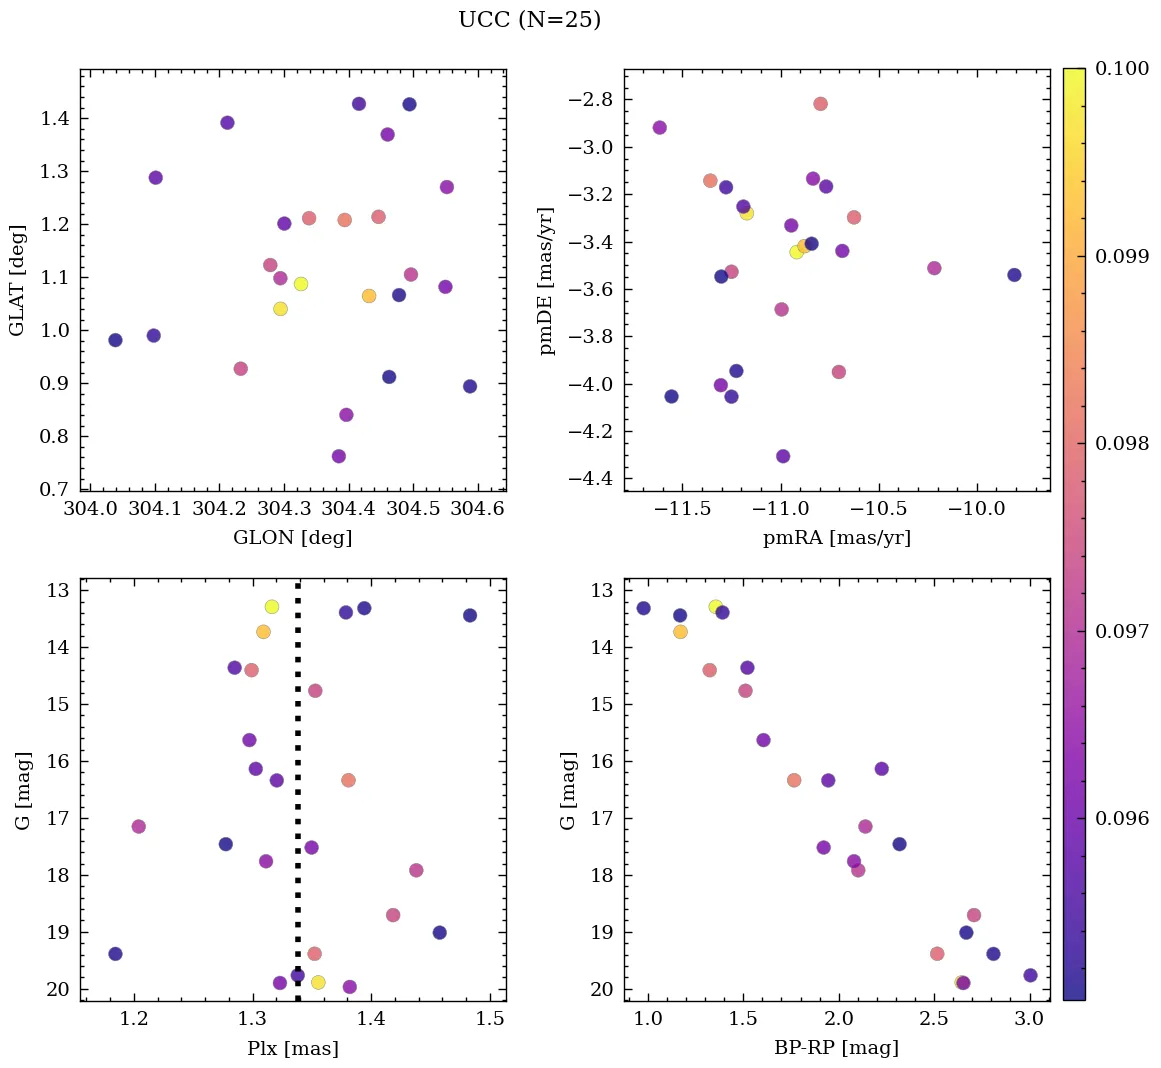 UCC (N=25)
1.4
1.3
1.2
1.1
1.0
0.9
0.8
0.7
GLAT [deg]
304.0 304.1 304.2 304.3 304.4 304.5 304.6
GLON [deg]
−2.8
−3.0
−3.2
−3.4
−3.6
−3.8
−4.0
−4.2
−4.4
pmDE [mas/yr]
−11.5 −11.0 −10.5 −10.0
pmRA [mas/yr]
0.100
0.099
0.098
0.097
0.096
13
14
15
16
17
18
19
20
G [mag]
1.2 1.3 1.4 1.5
Plx [mas]
13
14
15
16
17
18
19
20
G [mag]
1.0 1.5 2.0 2.5 3.0
BP-RP [mag]